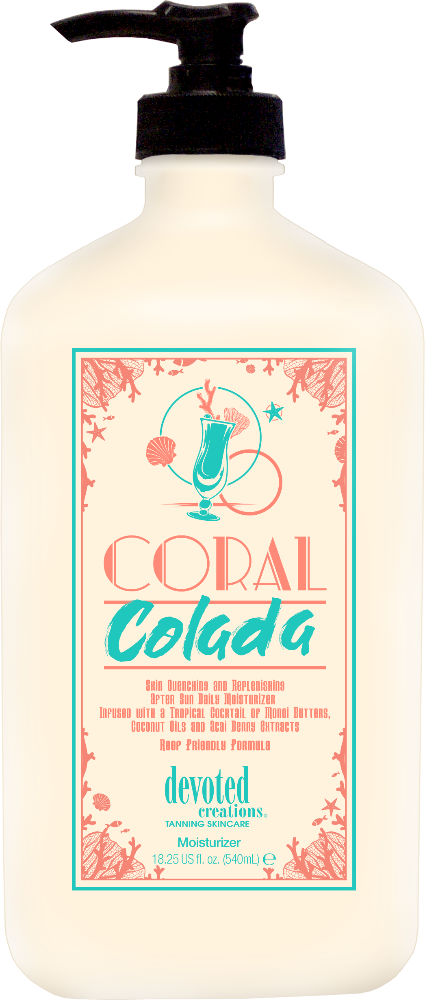 CORAL
Colada
Skin Quenching and Replenishing
After Sun Daily Moisturizer
Infused with a Tropical Cocktail of Monoi Butters,
Coconut Oils and Acai Berry Extracts
Reef Friendly Formula
devoted
creations®
TANNING SKINCARE
Moisturizer
18.25 US fl. oz. (540mL) ℮